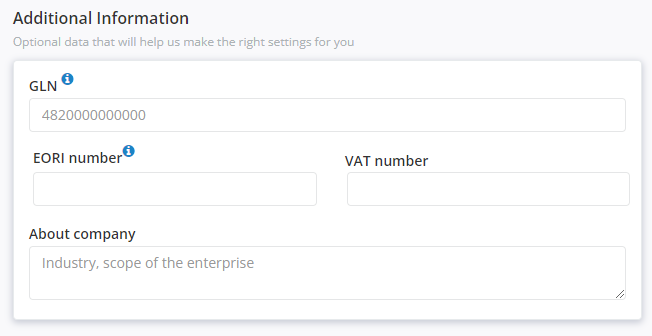 Additional Information
Optional data that will help us make the right settings for you
GLN
4820000000000
EORI number
VAT number
About company
Industry, scope of the enterprise